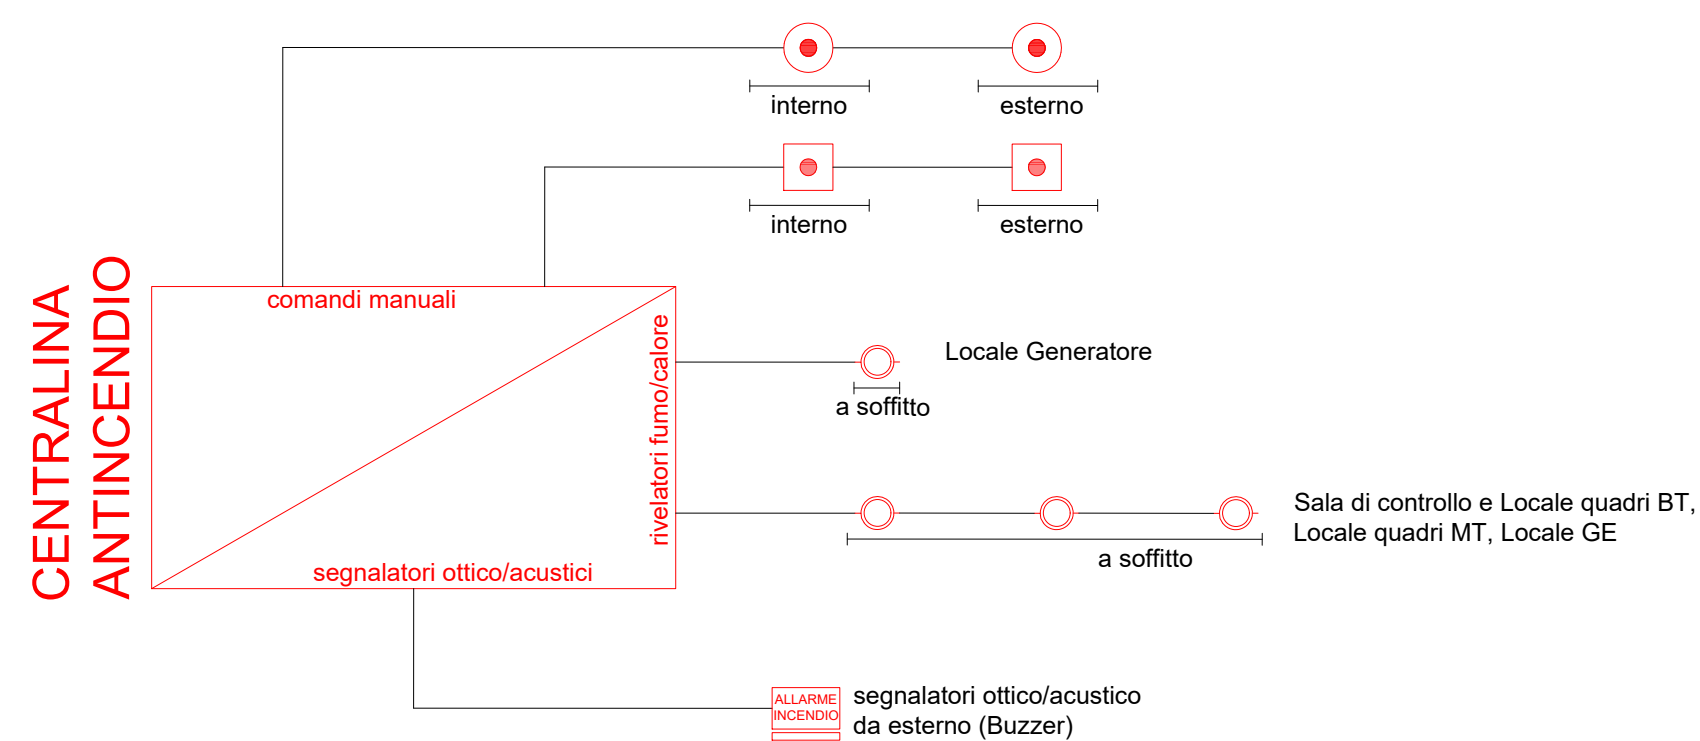 interno
esterno
interno
esterno
CENTRALINA
ANTINCENDIO
comandi manuali
rivelatori fumo/calore
segnalatori ottico/acustici
Locale Generatore
a soffitto
Sala di controllo e Locale quadri BT,
Locale quadri MT, Locale GE
a soffitto
ALLARME
INCENDIO
segnalatori ottico/acustico
da esterno (Buzzer)